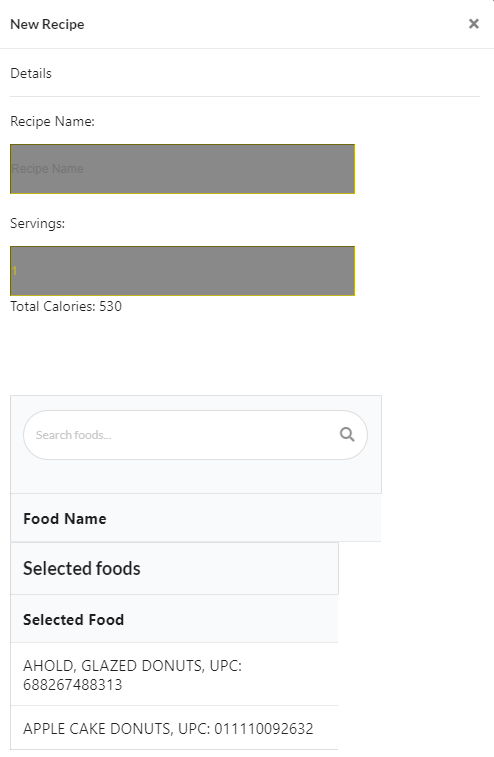 New Recipe
Details
Recipe Name:
Recipe Name
Servings:
1
Total Calories: 530
Search foods...
Food Name
Selected foods
Selected Food
AHOLD, GLAZED DONUTS, UPC:
688267488313
APPLE CAKE DONUTS, UPC: 011110092632